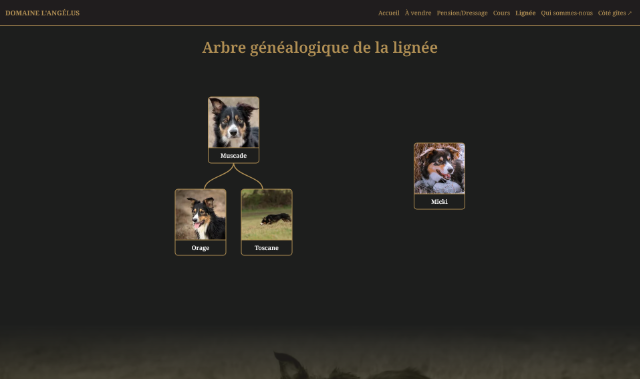 DOMAINE L'ANGÉLUS
Accueil À vendre Pension/Dressage Cours Lignée Qui sommes-nous Côté gîtes ↗
Arbre généalogique de la lignée
Muscade
Micki
Orage Toscane